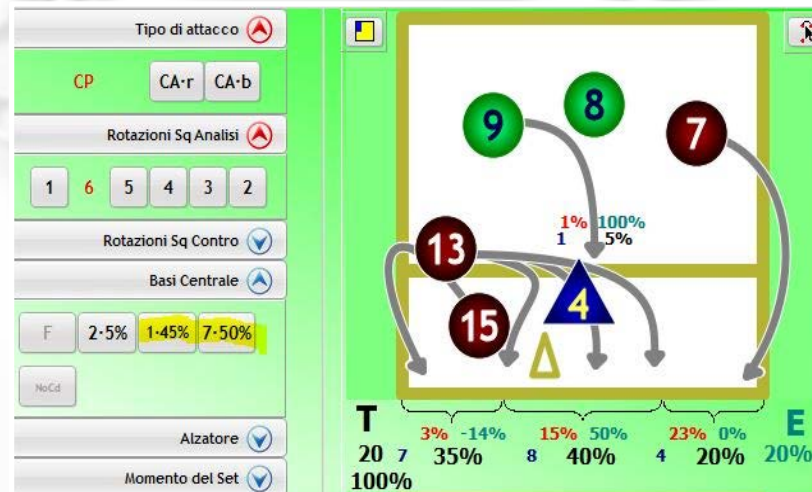 Tipo di attacco
CP CA·r CA·b
Rotazioni Sq Analisi
1 6 5 4 3 2
Rotazioni Sq Contro
Basi Centrale
F 2·5% 1·45% 7·50%
NoCd
Alzatore
Momento del Set
9 8 7
1% 100%
1 5%
13
15 4
T 3% -14% 15% 50% 23% 0% E
20 7 35% 8 40% 4 20% 20%
100%